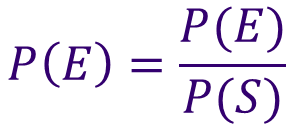 P(E) = P(E)/P(S)